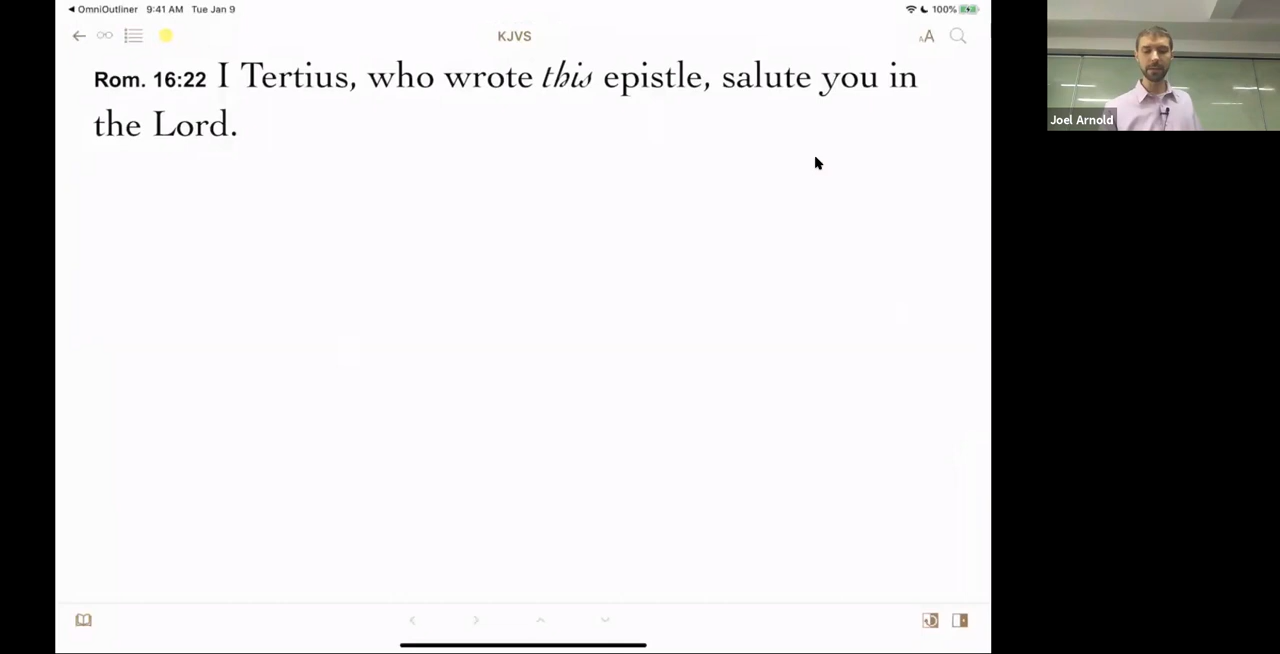 OmniOutliner 9:41 AM Tue Jan 9 100%
KJVS
AA
Rom. 16:22 I Tertius, who wrote this epistle, salute you in
the Lord.
Joel Arnold